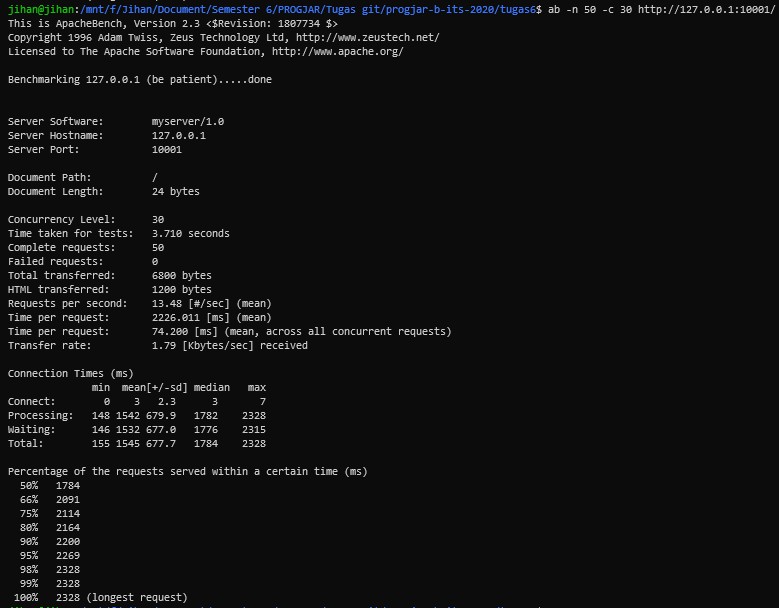 jihan@jihan:/mnt/f/Jihan/Document/Semester 6/PROGJAR/Tugas git/progjar-b-its-2020/tugas6$ ab -n 50 -c 30 http://127.0.0.1:10001/
This is ApacheBench, Version 2.3 <$Revision: 1807734 $>
Copyright 1996 Adam Twiss, Zeus Technology Ltd, http://www.zeustech.net/
Licensed to The Apache Software Foundation, http://www.apache.org/

Benchmarking 127.0.0.1 (be patient).....done

Server Software:        myserver/1.0
Server Hostname:        127.0.0.1
Server Port:            10001

Document Path:          /
Document Length:        24 bytes

Concurrency Level:      30
Time taken for tests:   3.710 seconds
Complete requests:      50
Failed requests:        0
Total transferred:      6800 bytes
HTML transferred:       1200 bytes
Requests per second:    13.48 [#/sec] (mean)
Time per request:       2226.011 [ms] (mean)
Time per request:       74.200 [ms] (mean, across all concurrent requests)
Transfer rate:          1.79 [Kbytes/sec] received

Connection Times (ms)
              min  mean[+/-sd] median   max
Connect:        0    3   2.3      3       7
Processing:   148 1542 679.9   1782    2328
Waiting:      146 1532 677.0   1776    2315
Total:        155 1545 677.7   1784    2328

Percentage of the requests served within a certain time (ms)
  50%   1784
  66%   2091
  75%   2114
  80%   2164
  90%   2200
  95%   2269
  98%   2328
  99%   2328
 100%   2328 (longest request)